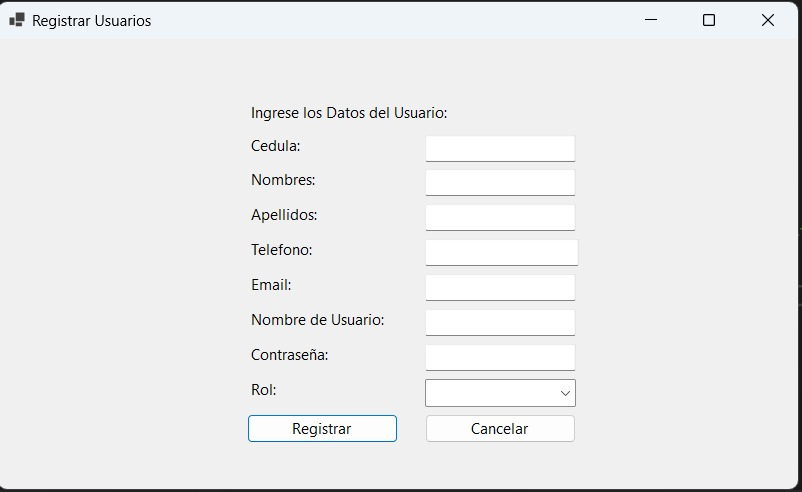 Registrar Usuarios
Ingrese los Datos del Usuario:
Cedula:
Nombres:
Apellidos:
Telefono:
Email:
Nombre de Usuario:
Contraseña:
Rol:
Registrar Cancelar